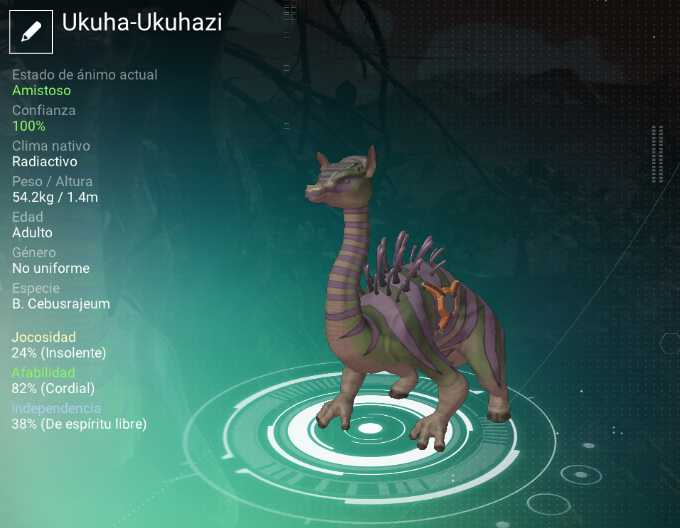 Ukuha-Ukuhazi
Estado de ánimo actual
Amistoso
Confianza
100%
Clima nativo
Radiactivo
Peso / Altura
54.2kg / 1.4m
Edad
Adulto
Género
No uniforme
Especie
B. Cebusrajeum
Jocosidad
24% (Insolente)
Afabilidad
82% (Cordial)
Independencia
38% (De espíritu libre)